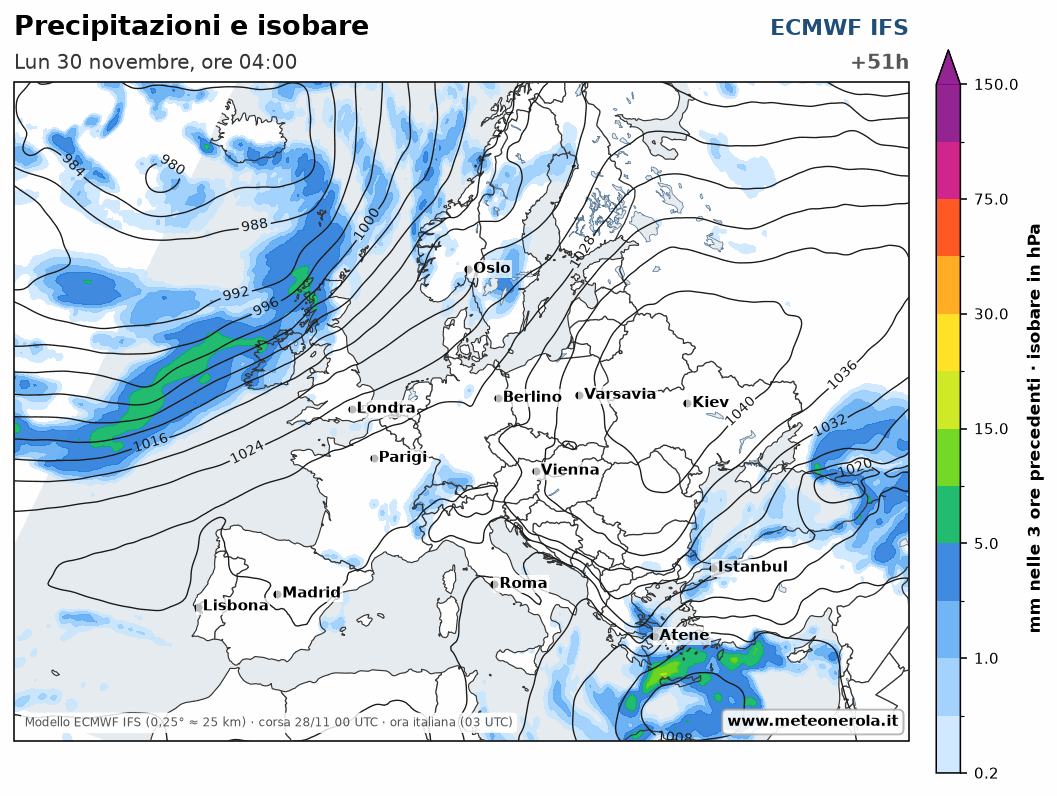 Precipitazioni e isobare
ECMWF IFS
Lun 30 novembre, ore 04:00
+51h
150.0
75.0
30.0
15.0
5.0
1.0
0.2
mm nelle 3 ore precedenti · isobare in hPa
984
980
988
1000
992
996
1028
1016
1024
1036
1040
1032
1020
1008
Oslo
Londra
Berlino
Varsavia
Kiev
Parigi
Vienna
Istanbul
Roma
Madrid
Lisbona
Atene
Modello ECMWF IFS (0.25° ≈ 25 km) · corsa 28/11 00 UTC · ora italiana (03 UTC)
www.meteonerola.it